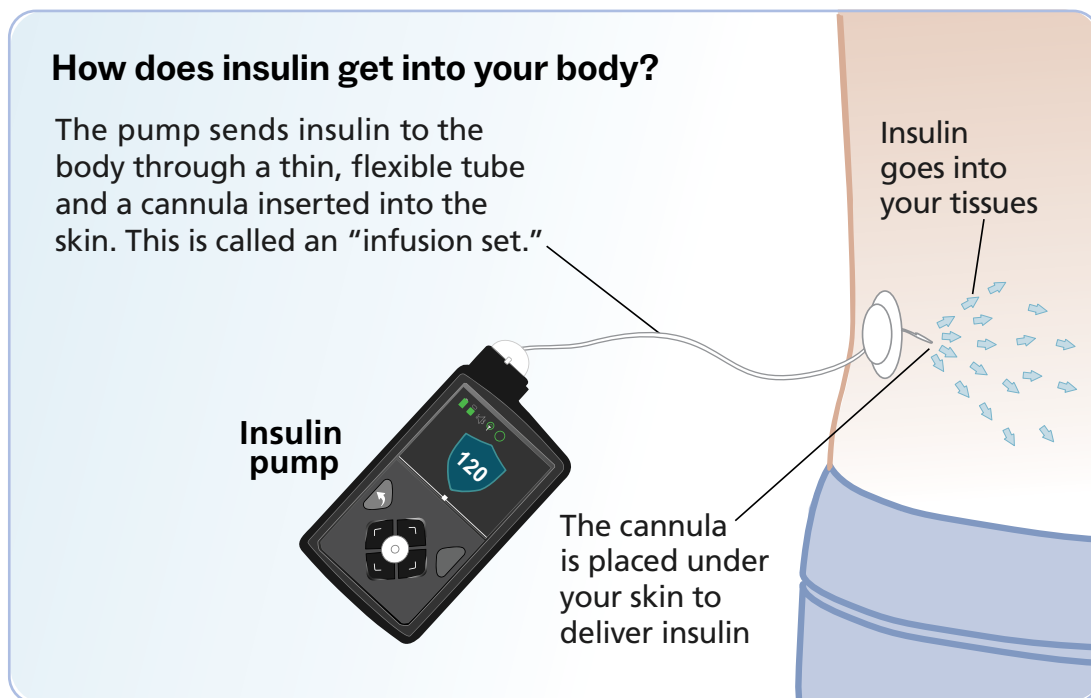 How does insulin get into your body?
The pump sends insulin to the
body through a thin, flexible tube
and a cannula inserted into the
skin. This is called an “infusion set.”
Insulin
goes into
your tissues
Insulin
pump
120
The cannula
is placed under
your skin to
deliver insulin